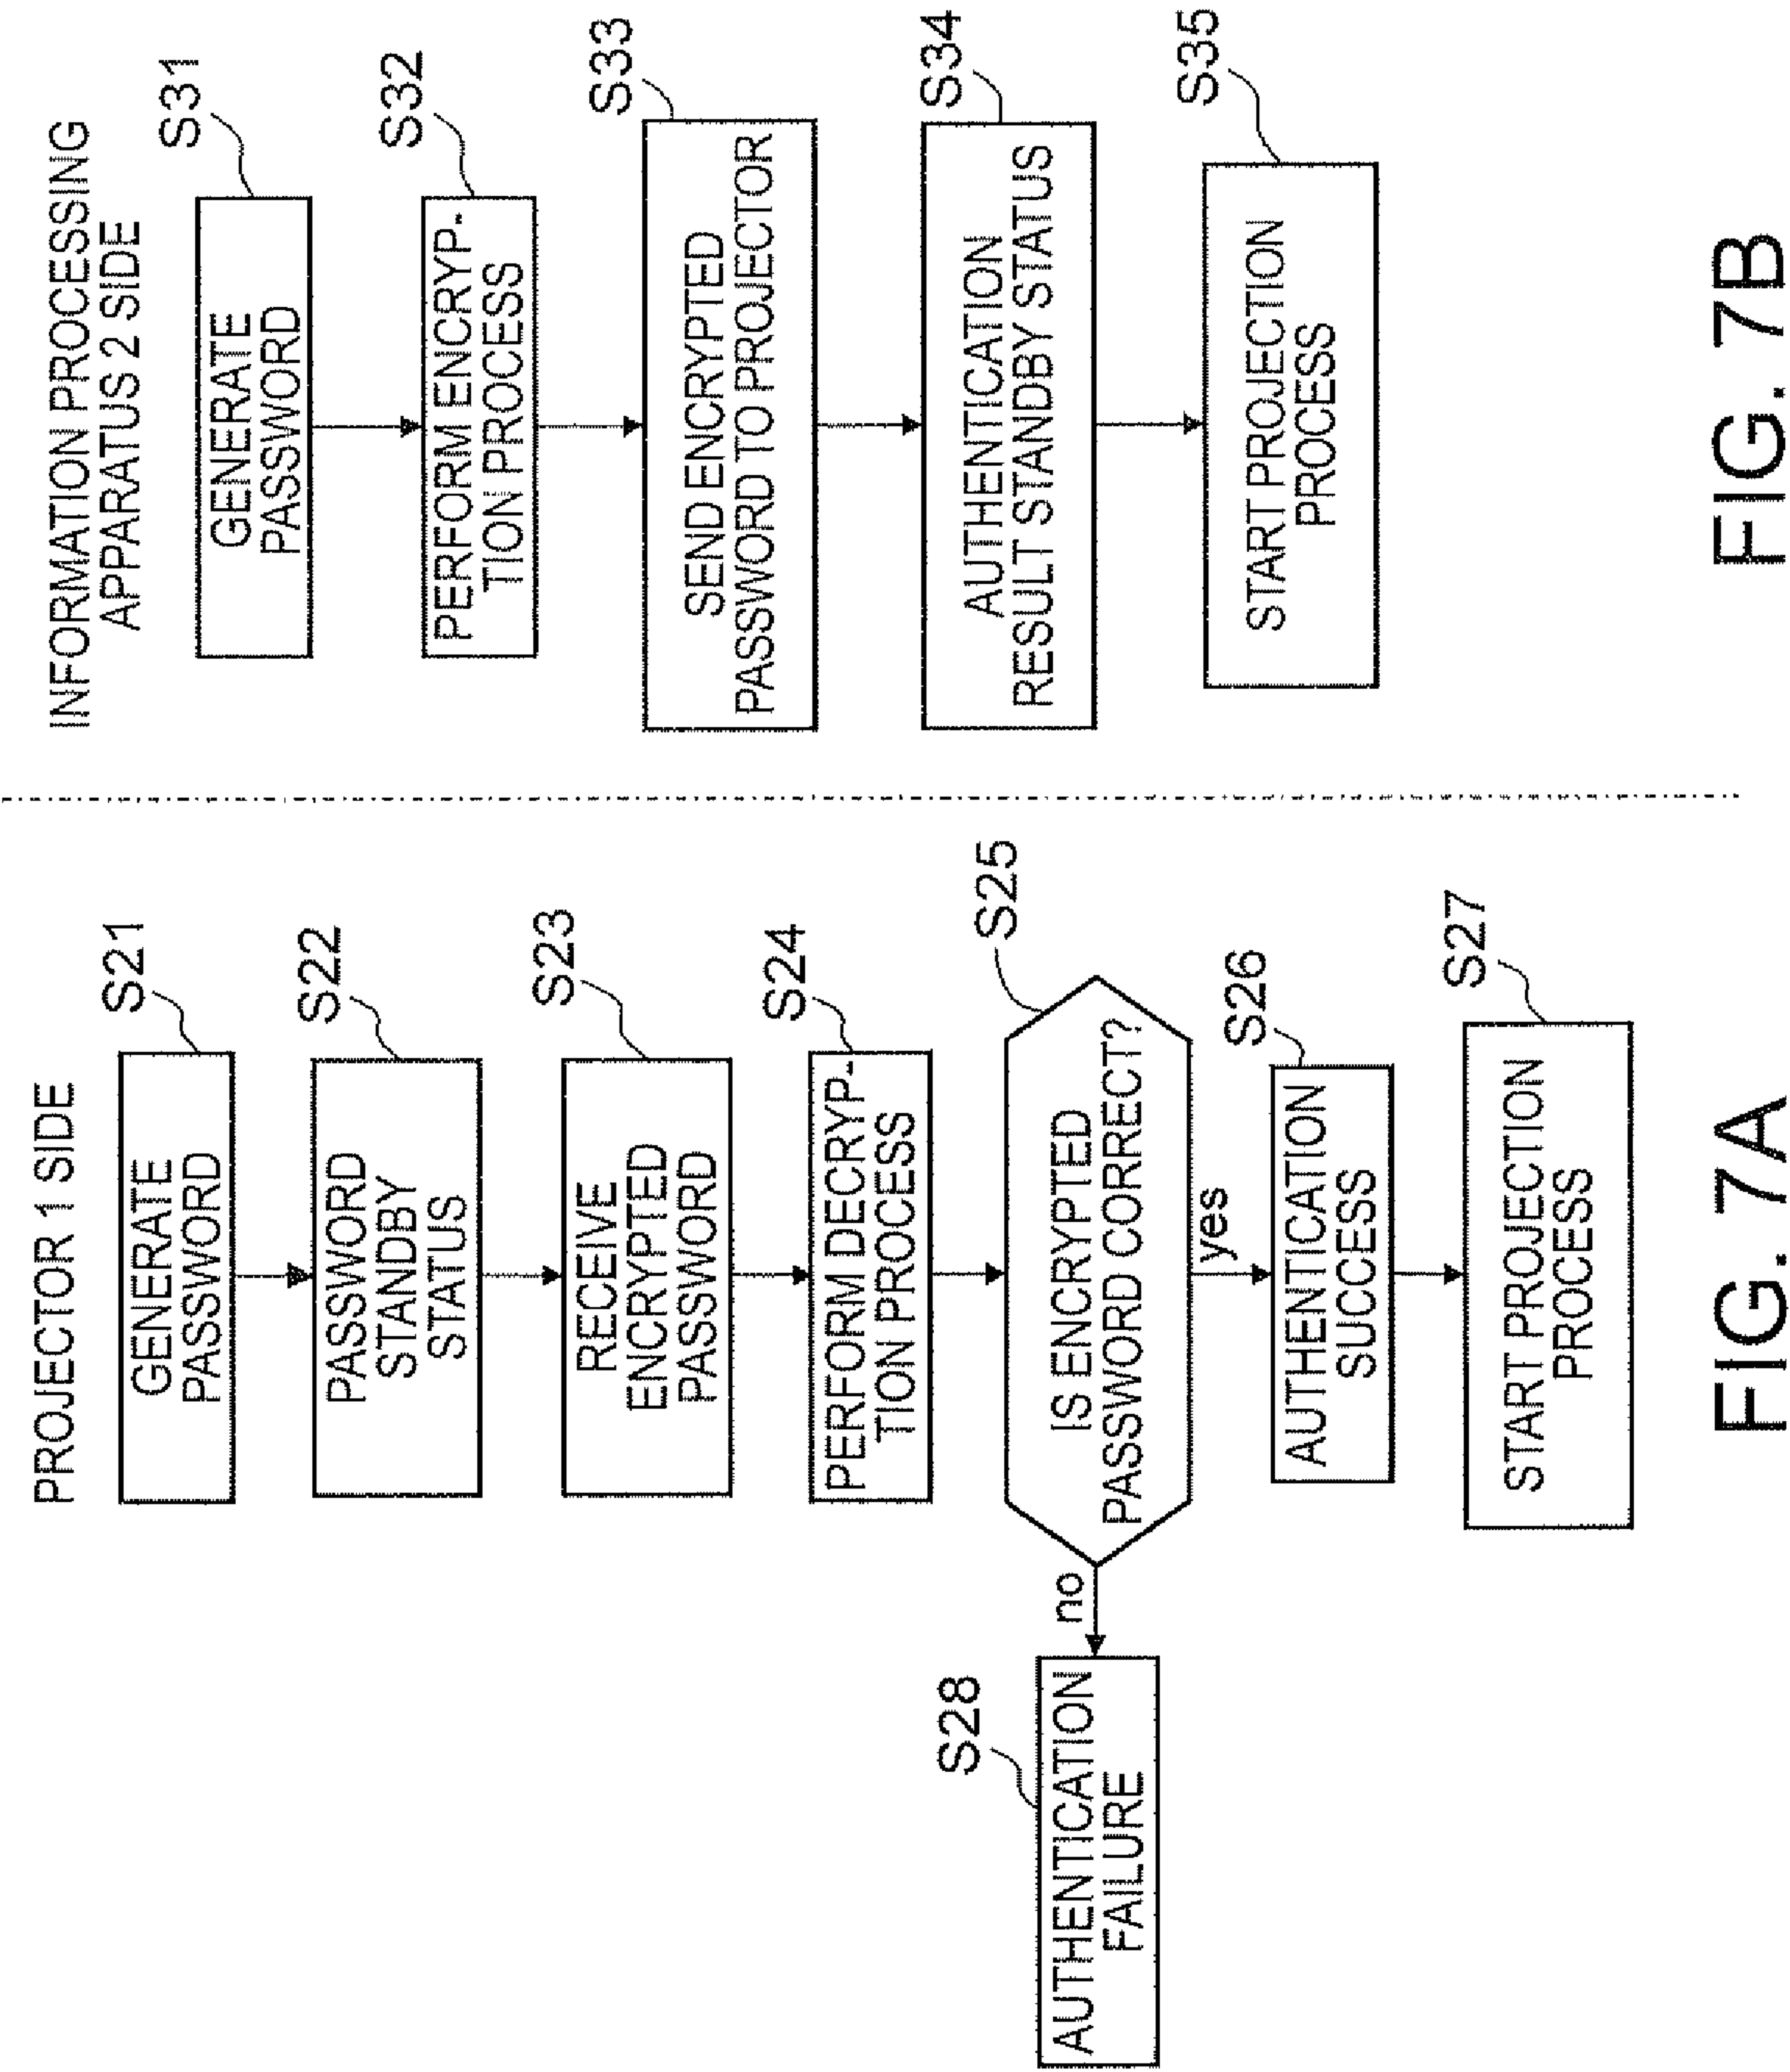 PROJECTOR 1 SIDE
S21
GENERATE
PASSWORD
S22
PASSWORD
STANDBY
STATUS
S23
RECEIVE
ENCRYPTED
PASSWORD
S24
PERFORM DECRYP-
TION PROCESS
S25
IS ENCRYPTED
PASSWORD CORRECT?
no
yes
S28
AUTHENTICATION
FAILURE
S26
AUTHENTICATION
SUCCESS
S27
START PROJECTION
PROCESS
FIG. 7A
INFORMATION PROCESSING
APPARATUS 2 SIDE
S31
GENERATE
PASSWORD
S32
PERFORM ENCRYP-
TION PROCESS
S33
SEND ENCRYPTED
PASSWORD TO PROJECTOR
S34
AUTHENTICATION
RESULT STANDBY STATUS
S35
START PROJECTION
PROCESS
FIG. 7B